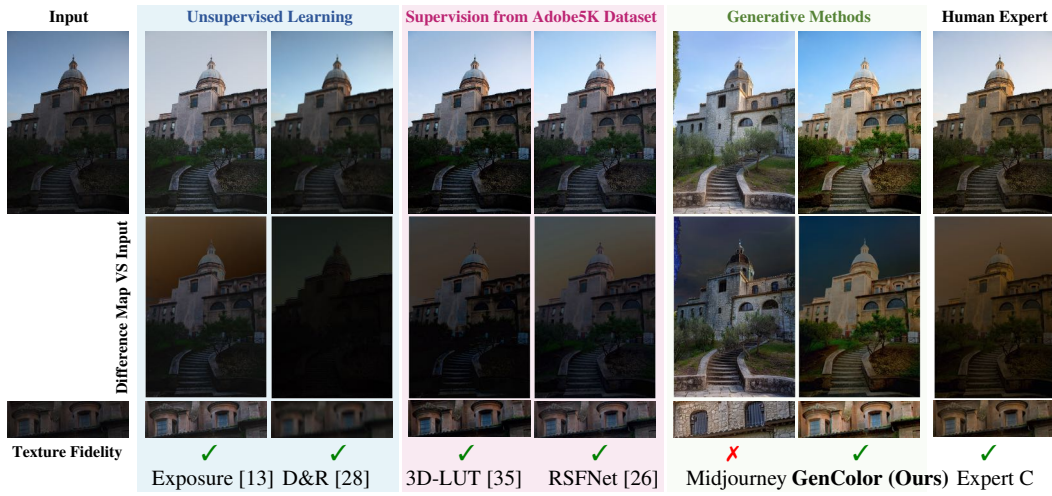 Input
Unsupervised Learning
Supervision from Adobe5K Dataset
Generative Methods
Human Expert
Difference Map VS Input
Texture Fidelity
✓ ✓ ✓ ✓ ✗ ✓ ✓
Exposure [13] D&R [28] 3D-LUT [35] RSFNet [26] Midjourney GenColor (Ours) Expert C